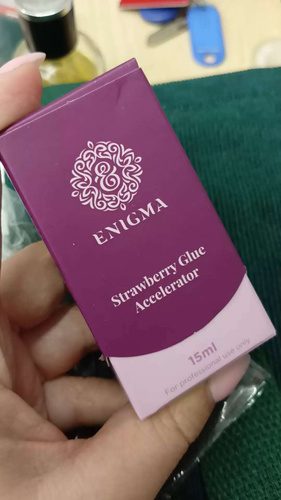 ENIGMA
Strawberry Glue
Accelerator
15ml
For professional use only